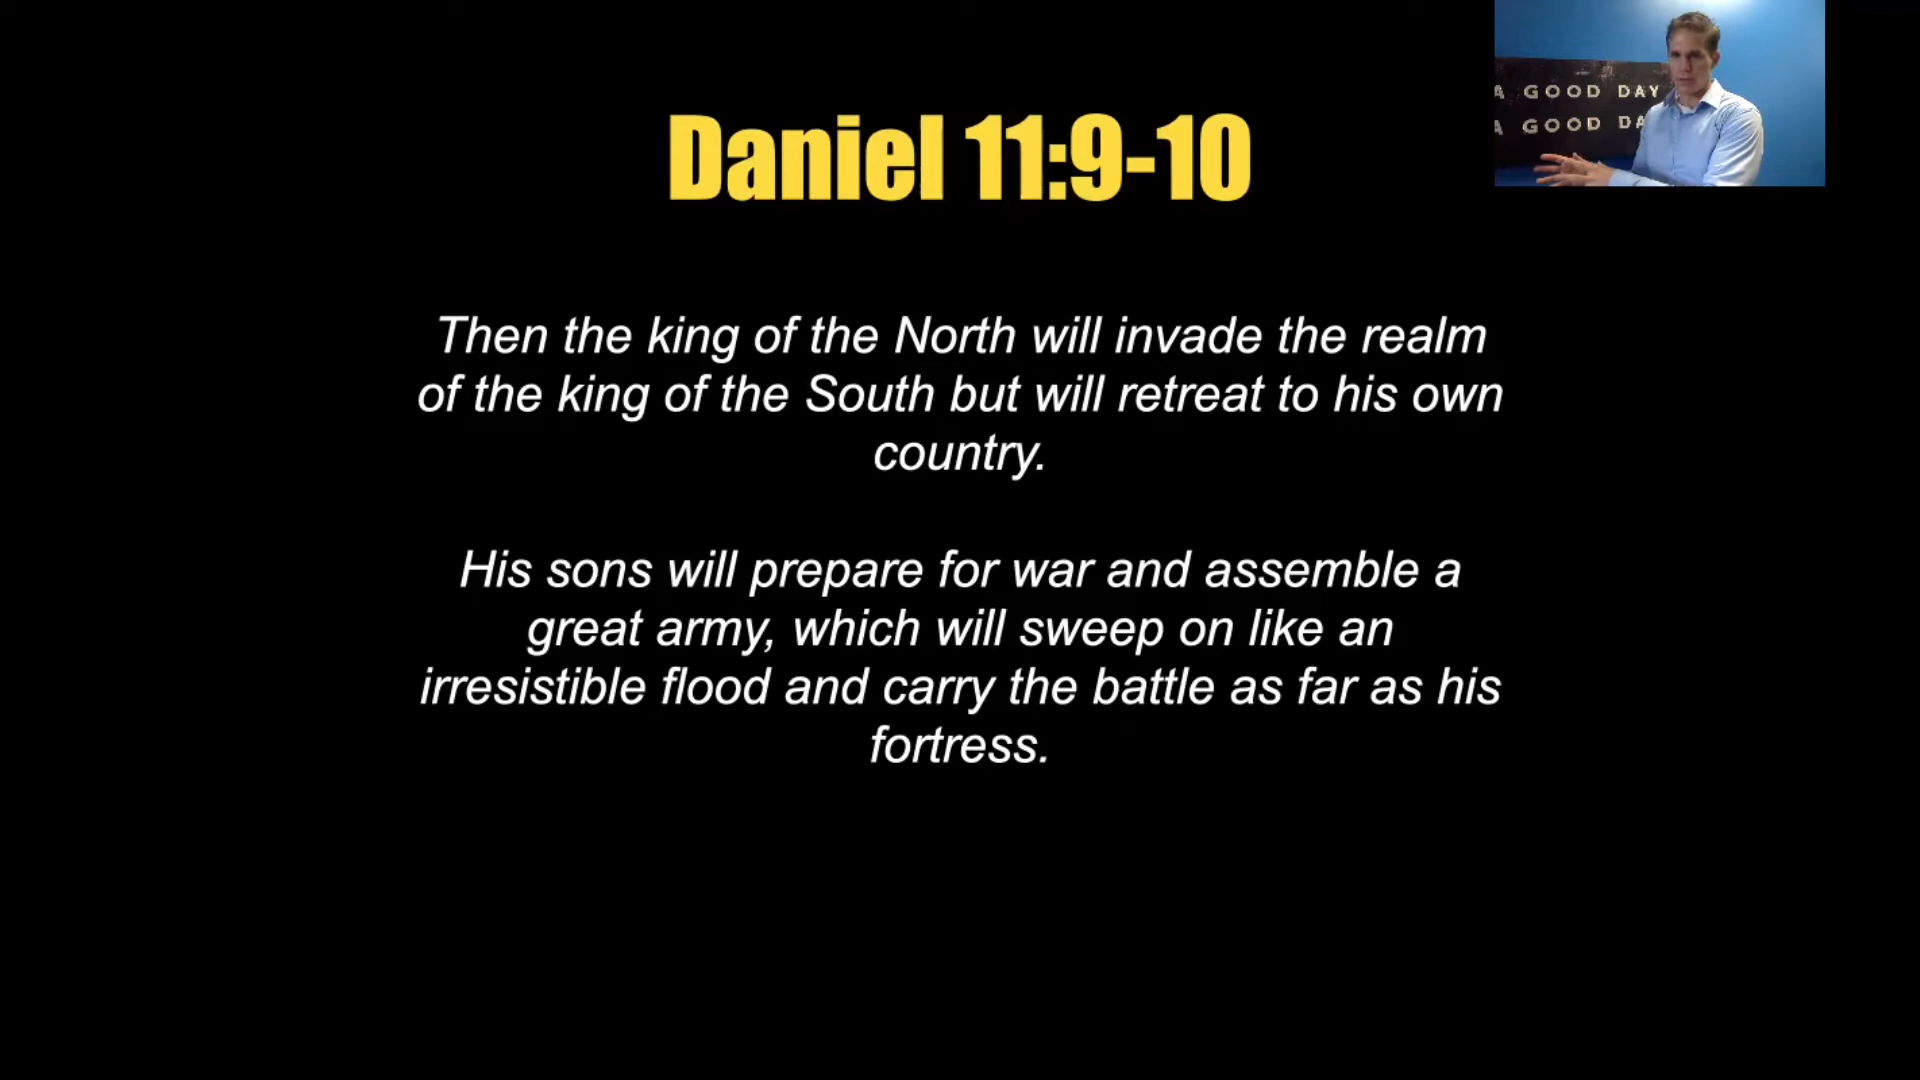 Daniel 11:9-10
A GOOD DAY
A GOOD DA
Then the king of the North will invade the realm
of the king of the South but will retreat to his own
country.
His sons will prepare for war and assemble a
great army, which will sweep on like an
irresistible flood and carry the battle as far as his
fortress.